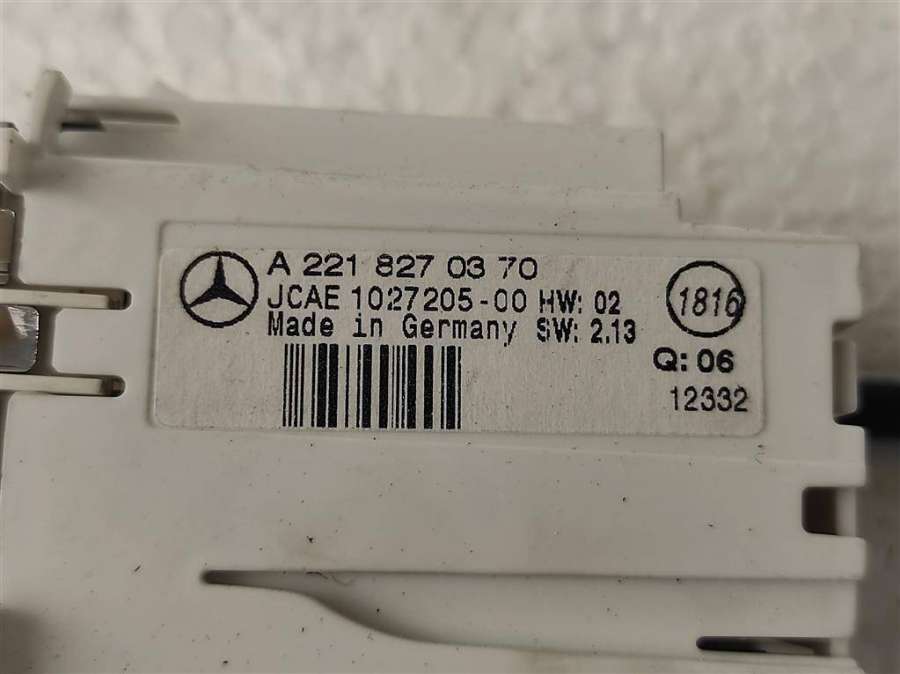 A 221 827 03 70
JCAE 1027205-00 HW: 02
Made in Germany SW: 2.13
1816
Q: 06
12332